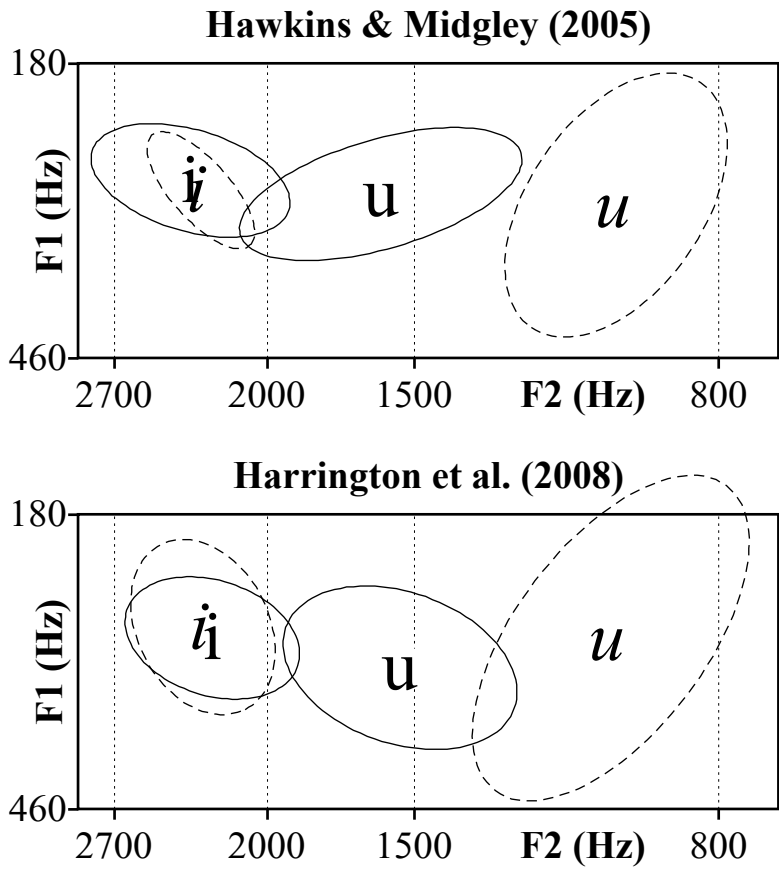 Hawkins & Midgley (2005)
180
F1 (Hz)
i i u u
460
2700 2000 1500 F2 (Hz) 800
Harrington et al. (2008)
180
F1 (Hz)
i i u u
460
2700 2000 1500 F2 (Hz) 800